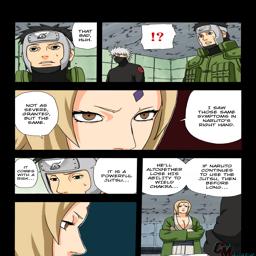 THAT
BAD,
HUH.
!?
NOT AS
SEVERE,
GRANTED,
BUT THE
SAME.
I SAW
THOSE SAME
SYMPTOMS IN
NARUTO'S
RIGHT HAND.
IT
COMES
WITH A
RISK...
IT IS A
POWERFUL
JUTSU...
HE'LL
ALTOGETHER
LOSE HIS
ABILITY TO
WIELD
CHAKRA...
IF NARUTO
CONTINUES
TO USE THE
JUTSU, THEN
BEFORE
LONG...